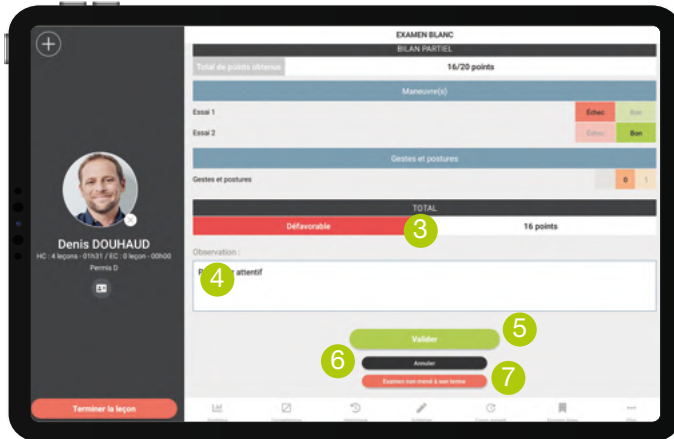 EXAMEN BLANC
BILAN PARTIEL
Total de points obtenus 16/20 points
Maneuvre(s)
Essai 1 Échec Bon
Essai 2 Échec Bon
Gestes et postures
Gestes et postures 0 1
TOTAL
Défavorable 3 16 points
Observation :
4 attentif
Valider 5
6 Annuler
Examen non mené à son terme 7
Denis DOUHAUD
HC : 4 leçons - 01h31 / EC : 0 leçon - 00h00
Permis D
Terminer la leçon